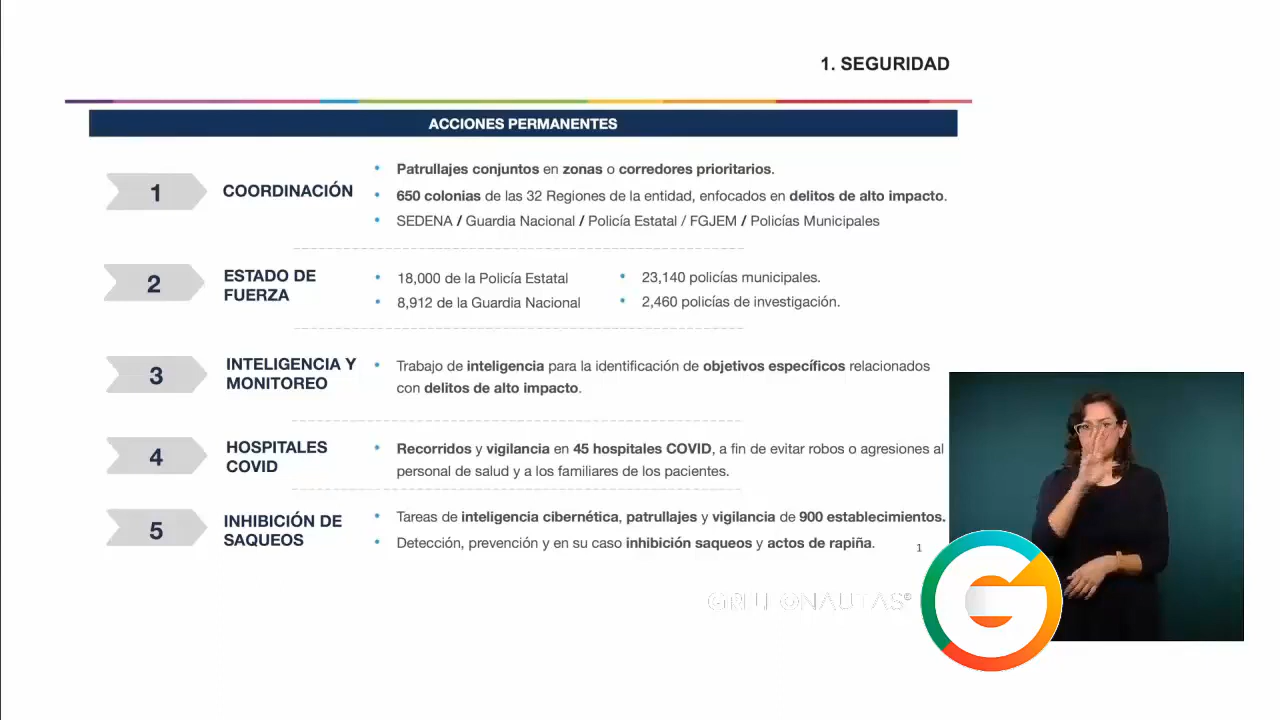 1. SEGURIDAD
ACCIONES PERMANENTES
1
COORDINACIÓN
• Patrullajes conjuntos en zonas o corredores prioritarios.
• 650 colonias de las 32 Regiones de la entidad, enfocados en delitos de alto impacto.
• SEDENA / Guardia Nacional / Policía Estatal / FGJEM / Policías Municipales
2
ESTADO DE
FUERZA
• 18,000 de la Policía Estatal
• 8,912 de la Guardia Nacional
• 23,140 policías municipales.
• 2,460 policías de investigación.
3
INTELIGENCIA Y
MONITOREO
• Trabajo de inteligencia para la identificación de objetivos específicos relacionados
con delitos de alto impacto.
4
HOSPITALES
COVID
• Recorridos y vigilancia en 45 hospitales COVID, a fin de evitar robos o agresiones al
personal de salud y a los familiares de los pacientes.
5
INHIBICIÓN DE
SAQUEOS
• Tareas de inteligencia cibernética, patrullajes y vigilancia de 900 establecimientos.
• Detección, prevención y en su caso inhibición saqueos y actos de rapiña.
1
GRILLONAUTAS®
G